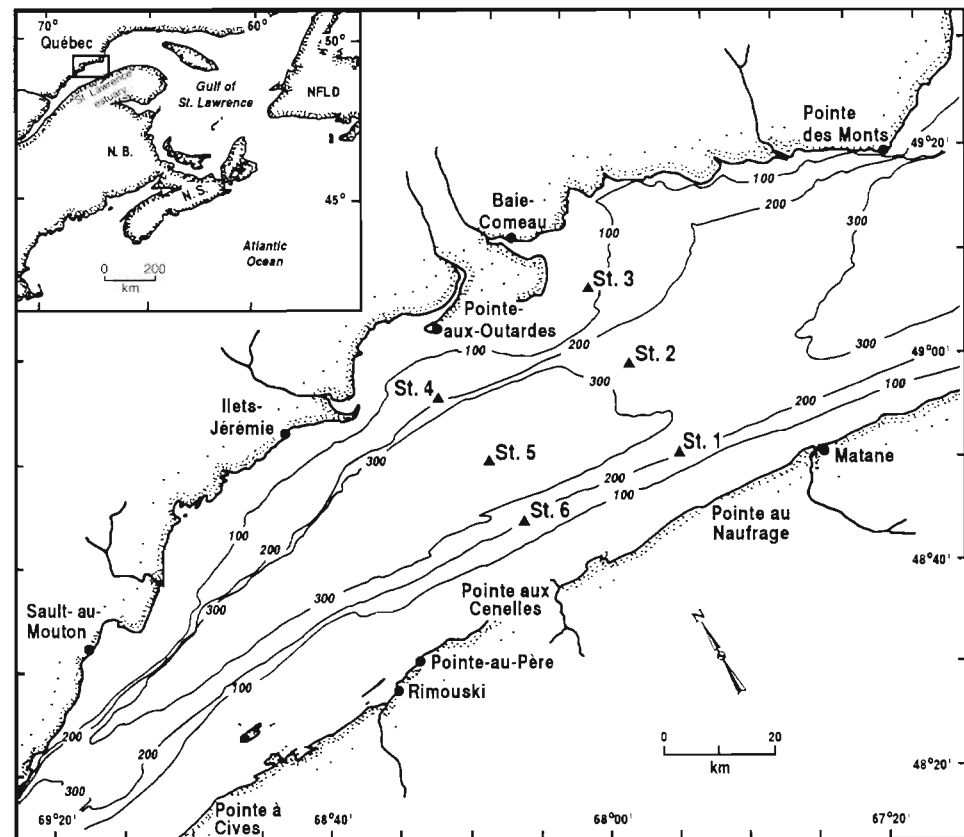 70°
60°
Québec
50°
St. Lawrence
estuary
Gulf of
St. Lawrence
NFLD
N.B.
N.S.
45°
Atlantic
Ocean
0 200
km
Pointe
des Monts
49°20'
100
200
300
Baie-
Comeau
100
St. 3
Pointe-
aux-Outardes
100
200
St. 2
300
49°00'
300
200
100
St. 4
Ilets-
Jérémie
300
St. 5
St. 1
200
100
Matane
St. 6
Pointe au
Naufrage
100
200
300
300
48°40'
Pointe aux
Cenelles
Sault-au-
Mouton
N
Pointe-au-Père
Rimouski
100
200
200
300
0 20
km
48°20'
Pointe à
Cives
69°20'
68°40'
68°00'
67°20'